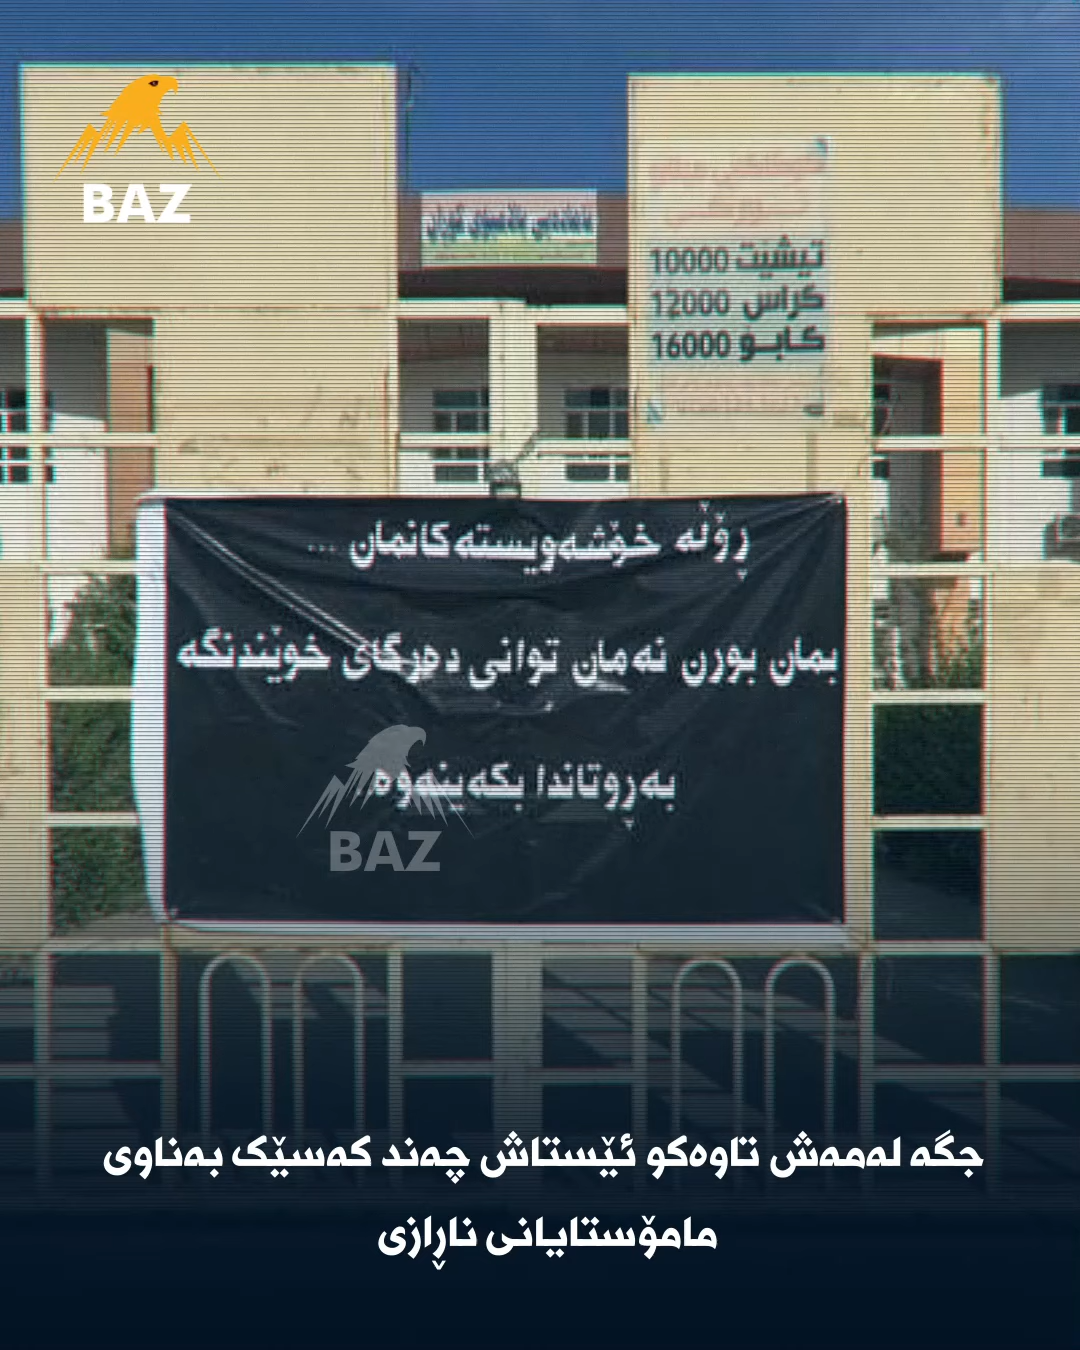 BAZ
تیشێت 10000
کراس 12000
کابۆ 16000
ڕۆڵە خۆشەویستەکانمان ...
بمان بورن نەمان توانی دەرگای خوێندنگە
بەڕوتاندا بکەینەوە.
BAZ
جگە لەمەش تاوەکو ئێستاش چەند کەسێک بەناوی
مامۆستایانی ناڕازی